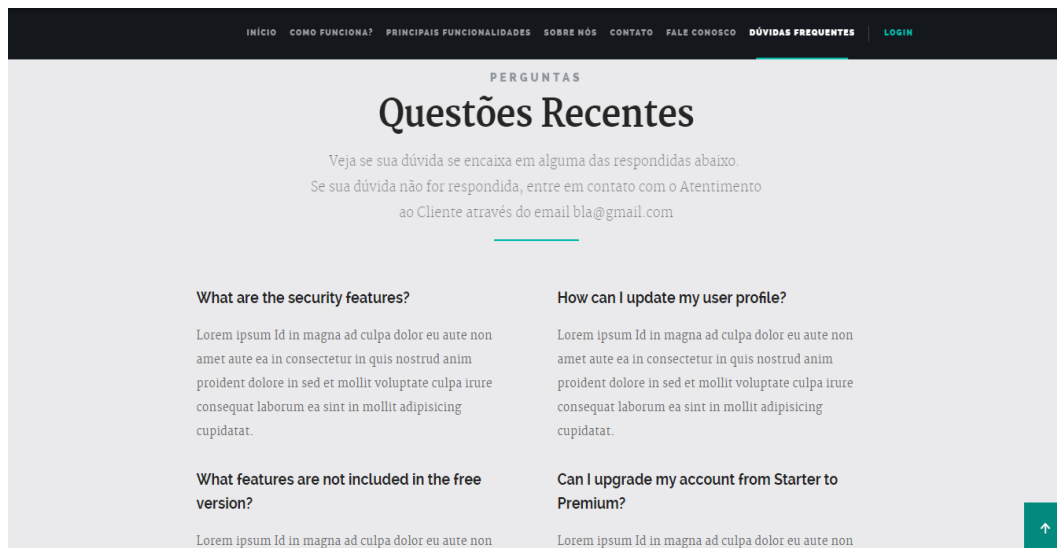 INÍCIO COMO FUNCIONA? PRINCIPAIS FUNCIONALIDADES SOBRE NÓS CONTATO FALE CONOSCO DÚVIDAS FREQUENTES LOGIN
PERGUNTAS
Questões Recentes
Veja se sua dúvida se encaixa em alguma das respondidas abaixo.
Se sua dúvida não for respondida, entre em contato com o Atentimento
ao Cliente através do email bla@gmail.com
What are the security features?
Lorem ipsum Id in magna ad culpa dolor eu aute non
amet aute ea in consectetur in quis nostrud anim
proident dolore in sed et mollit voluptate culpa irure
consequat laborum ea sint in mollit adipisicing
cupidatat.
How can I update my user profile?
Lorem ipsum Id in magna ad culpa dolor eu aute non
amet aute ea in consectetur in quis nostrud anim
proident dolore in sed et mollit voluptate culpa irure
consequat laborum ea sint in mollit adipisicing
cupidatat.
What features are not included in the free
version?
Lorem ipsum Id in magna ad culpa dolor eu aute non
Can I upgrade my account from Starter to
Premium?
Lorem ipsum Id in magna ad culpa dolor eu aute non